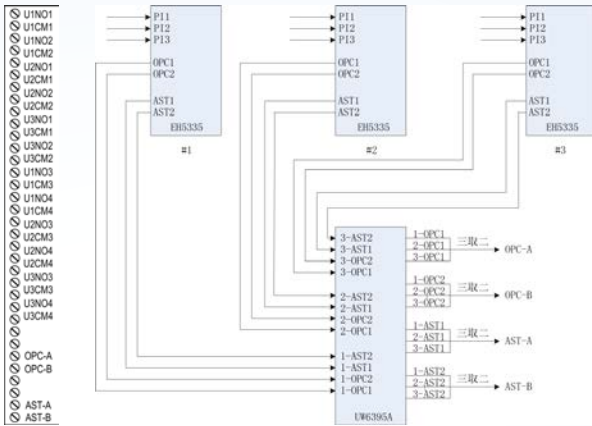 U1NO1
U1CM1
U1NO2
U1CM2
U2NO1
U2CM1
U2NO2
U2CM2
U3NO1
U3CM1
U3NO2
U3CM2
U1NO3
U1CM3
U1NO4
U1CM4
U2NO3
U2CM3
U2NO4
U2CM4
U3NO3
U3CM3
U3NO4
U3CM4
OPC-A
OPC-B
AST-A
AST-B
PI1
PI2
PI3
OPC1
OPC2
AST1
AST2
EH5335
#1
PI1
PI2
PI3
OPC1
OPC2
AST1
AST2
EH5335
#2
PI1
PI2
PI3
OPC1
OPC2
AST1
AST2
EH5335
#3
3-AST2
3-AST1
3-OPC2
3-OPC1
2-AST2
2-AST1
2-OPC2
2-OPC1
1-AST2
1-AST1
1-OPC2
1-OPC1
UW6395A
1-OPC1
2-OPC1
3-OPC1
三取二
OPC-A
1-OPC2
2-OPC2
3-OPC2
三取二
OPC-B
1-AST1
2-AST1
3-AST1
三取二
AST-A
1-AST2
2-AST2
3-AST2
三取二
AST-B